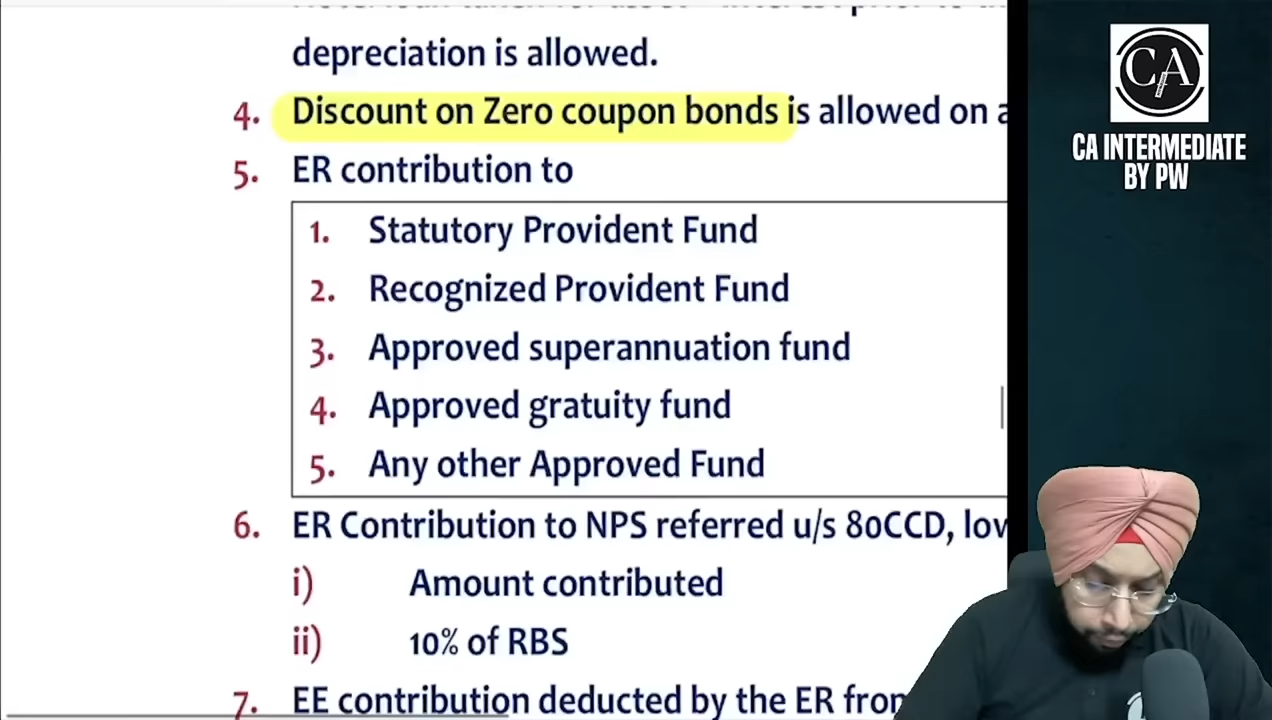 depreciation is allowed.
4. Discount on Zero coupon bonds is allowed on
5. ER contribution to
1. Statutory Provident Fund
2. Recognized Provident Fund
3. Approved superannuation fund
4. Approved gratuity fund
5. Any other Approved Fund
6. ER Contribution to NPS referred u/s 80CCD,
i) Amount contributed
ii) 10% of RBS
7. EE contribution deducted by the ER
CA
CA INTERMEDIATE
BY PW